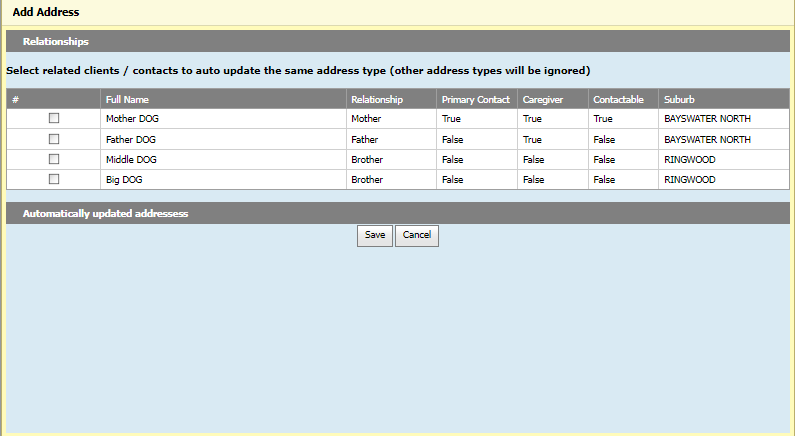 Add Address
Relationships
Select related clients / contacts to auto update the same address type (other address types will be ignored)
# Full Name Relationship Primary Contact Caregiver Contactable Suburb
Mother DOG Mother True True True BAYSWATER NORTH
Father DOG Father False True False BAYSWATER NORTH
Middle DOG Brother False False False RINGWOOD
Big DOG Brother False False False RINGWOOD
Automatically updated addressess
Save Cancel